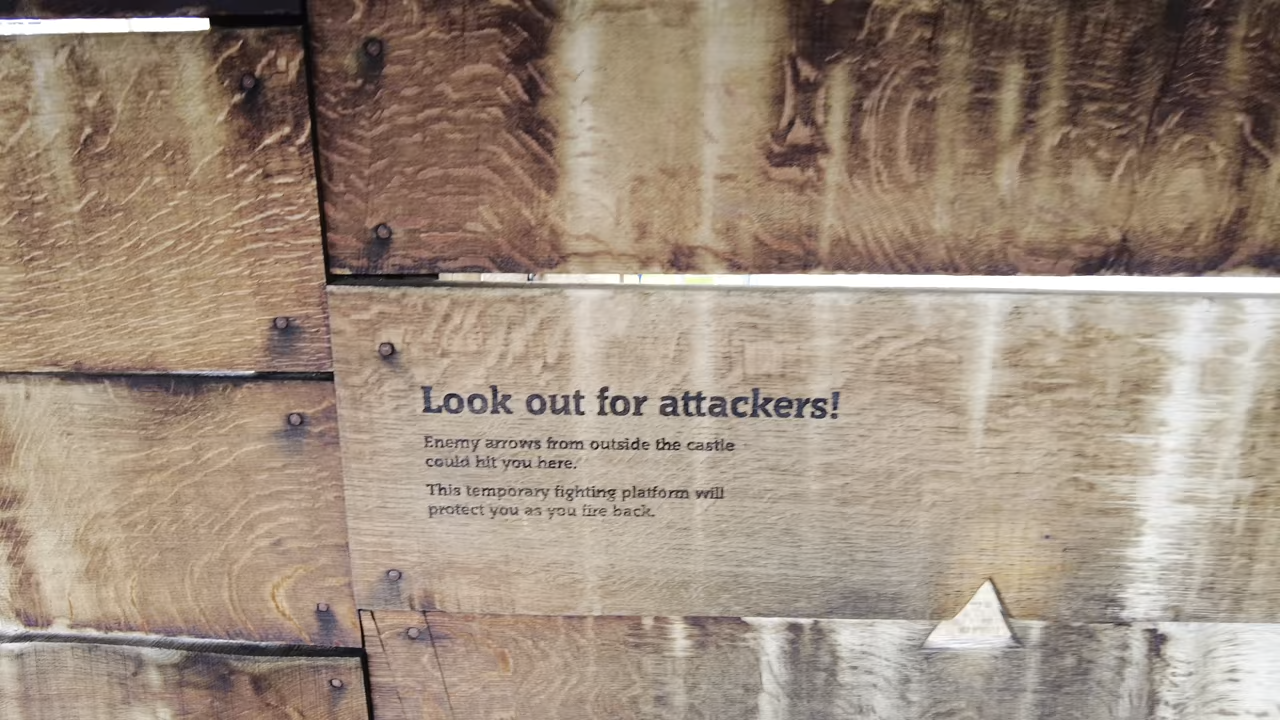 Look out for attackers!
Enemy arrows from outside the castle
could hit you here.
This temporary fighting platform will
protect you as you fire back.